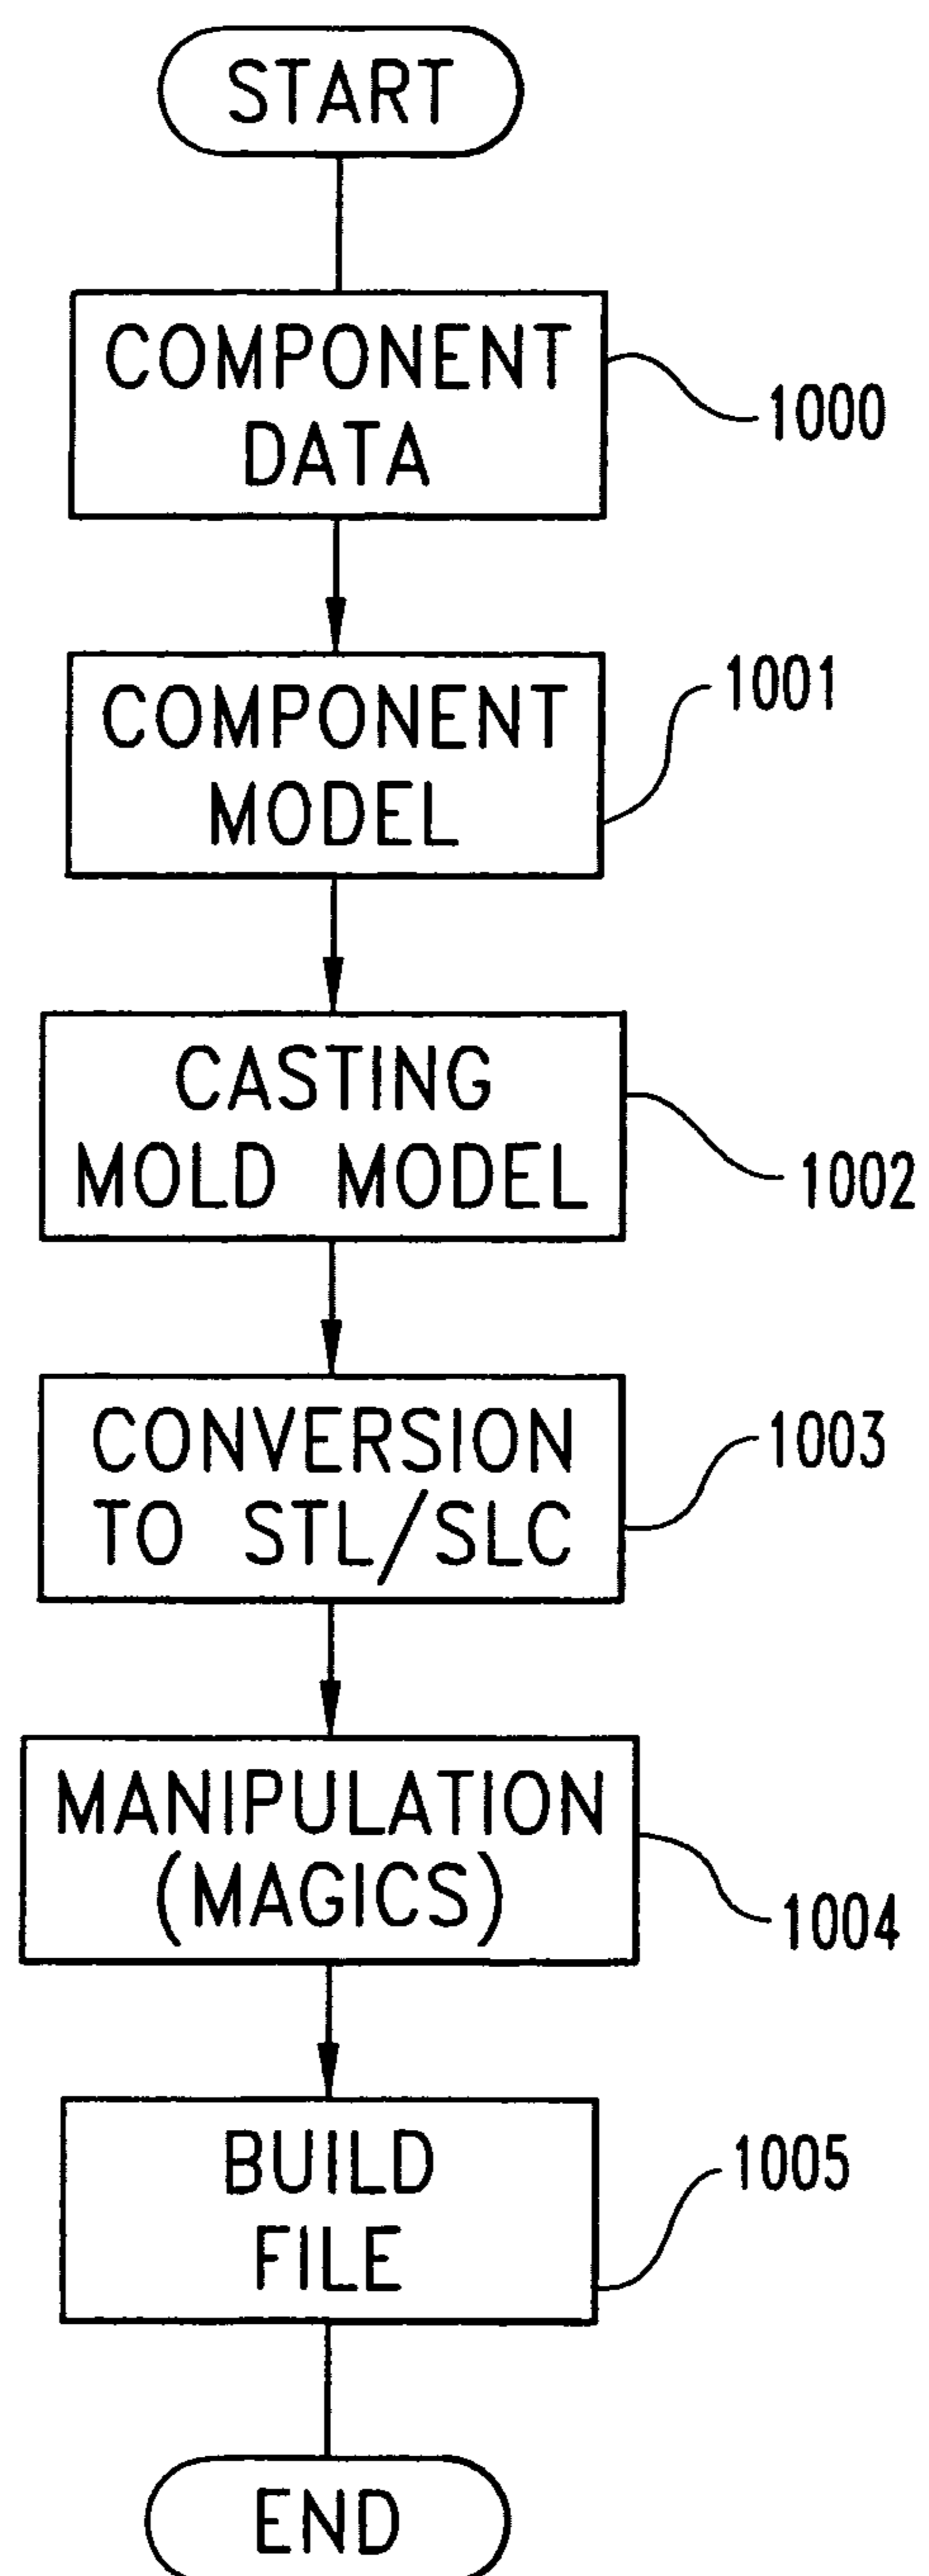 START
COMPONENT
DATA
1000
COMPONENT
MODEL
1001
CASTING
MOLD MODEL
1002
CONVERSION
TO STL/SLC
1003
MANIPULATION
(MAGICS)
1004
BUILD
FILE
1005
END